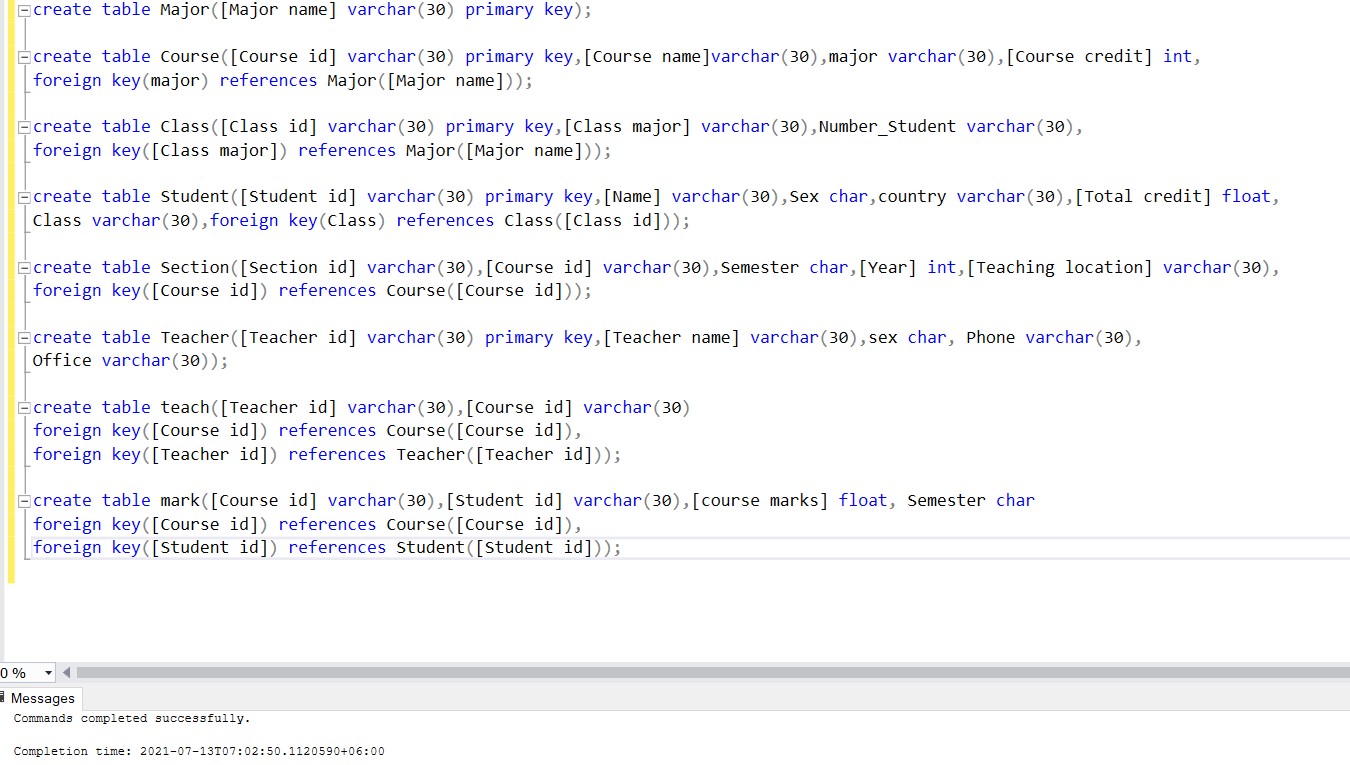 create table Major([Major name] varchar(30) primary key);
create table Course([Course id] varchar(30) primary key,[Course name]varchar(30),major varchar(30),[Course credit] int,
foreign key(major) references Major([Major name]));
create table Class([Class id] varchar(30) primary key,[Class major] varchar(30),Number_Student varchar(30),
foreign key([Class major]) references Major([Major name]));
create table Student([Student id] varchar(30) primary key,[Name] varchar(30),Sex char,country varchar(30),[Total credit] float,
Class varchar(30),foreign key(Class) references Class([Class id]));
create table Section([Section id] varchar(30),[Course id] varchar(30),Semester char,[Year] int,[Teaching location] varchar(30),
foreign key([Course id]) references Course([Course id]));
create table Teacher([Teacher id] varchar(30) primary key,[Teacher name] varchar(30),sex char, Phone varchar(30),
Office varchar(30));
create table teach([Teacher id] varchar(30),[Course id] varchar(30)
foreign key([Course id]) references Course([Course id]),
foreign key([Teacher id]) references Teacher([Teacher id]));
create table mark([Course id] varchar(30),[Student id] varchar(30),[course marks] float, Semester char
foreign key([Course id]) references Course([Course id]),
foreign key([Student id]) references Student([Student id]));
0 %
Messages
Commands completed successfully.
Completion time: 2021-07-13T07:02:50.1120590+06:00